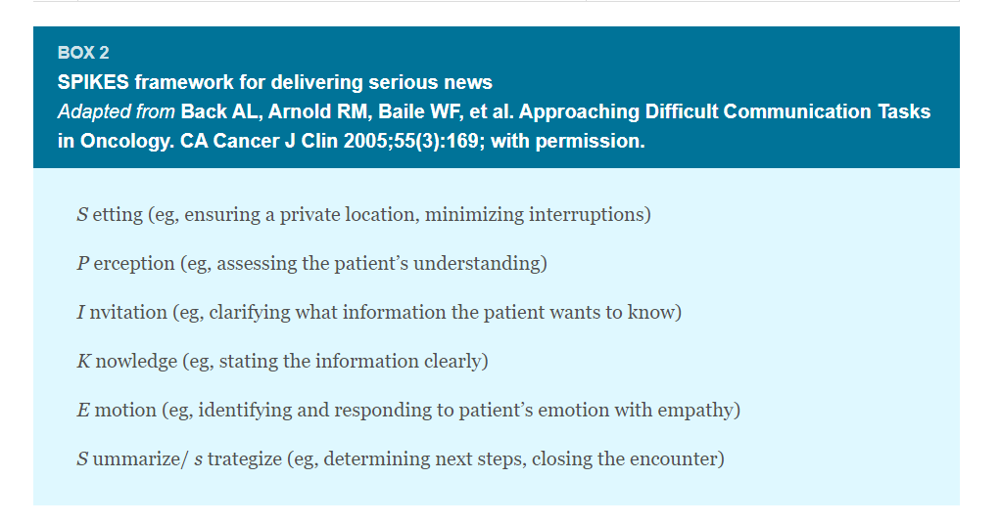 BOX 2
SPIKES framework for delivering serious news
Adapted from Back AL, Arnold RM, Baile WF, et al. Approaching Difficult Communication Tasks
in Oncology. CA Cancer J Clin 2005;55(3):169; with permission.
S etting (eg, ensuring a private location, minimizing interruptions)
P erception (eg, assessing the patient’s understanding)
I nvitation (eg, clarifying what information the patient wants to know)
K nowledge (eg, stating the information clearly)
E motion (eg, identifying and responding to patient’s emotion with empathy)
S ummarize/ s trategize (eg, determining next steps, closing the encounter)